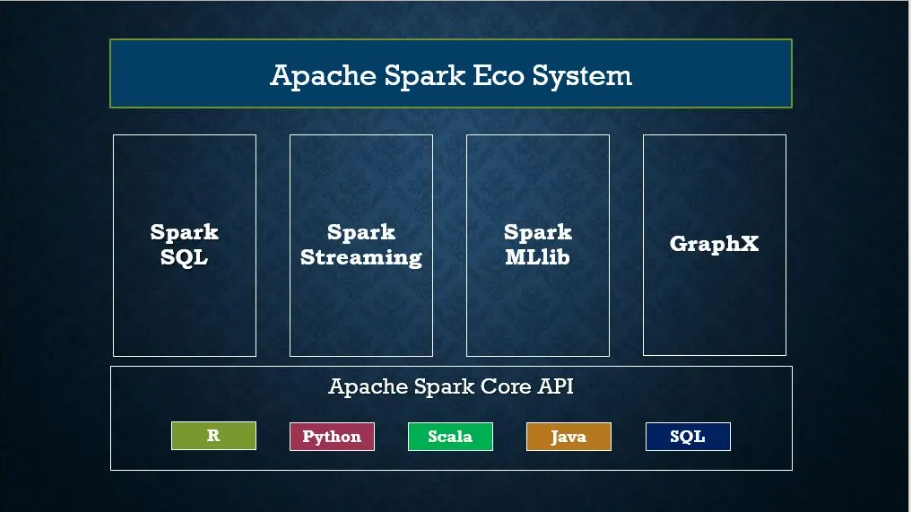 Apache Spark Eco System
Spark
SQL
Spark
Streaming
Spark
MLlib
GraphX
Apache Spark Core API
R
Python
Scala
Java
SQL